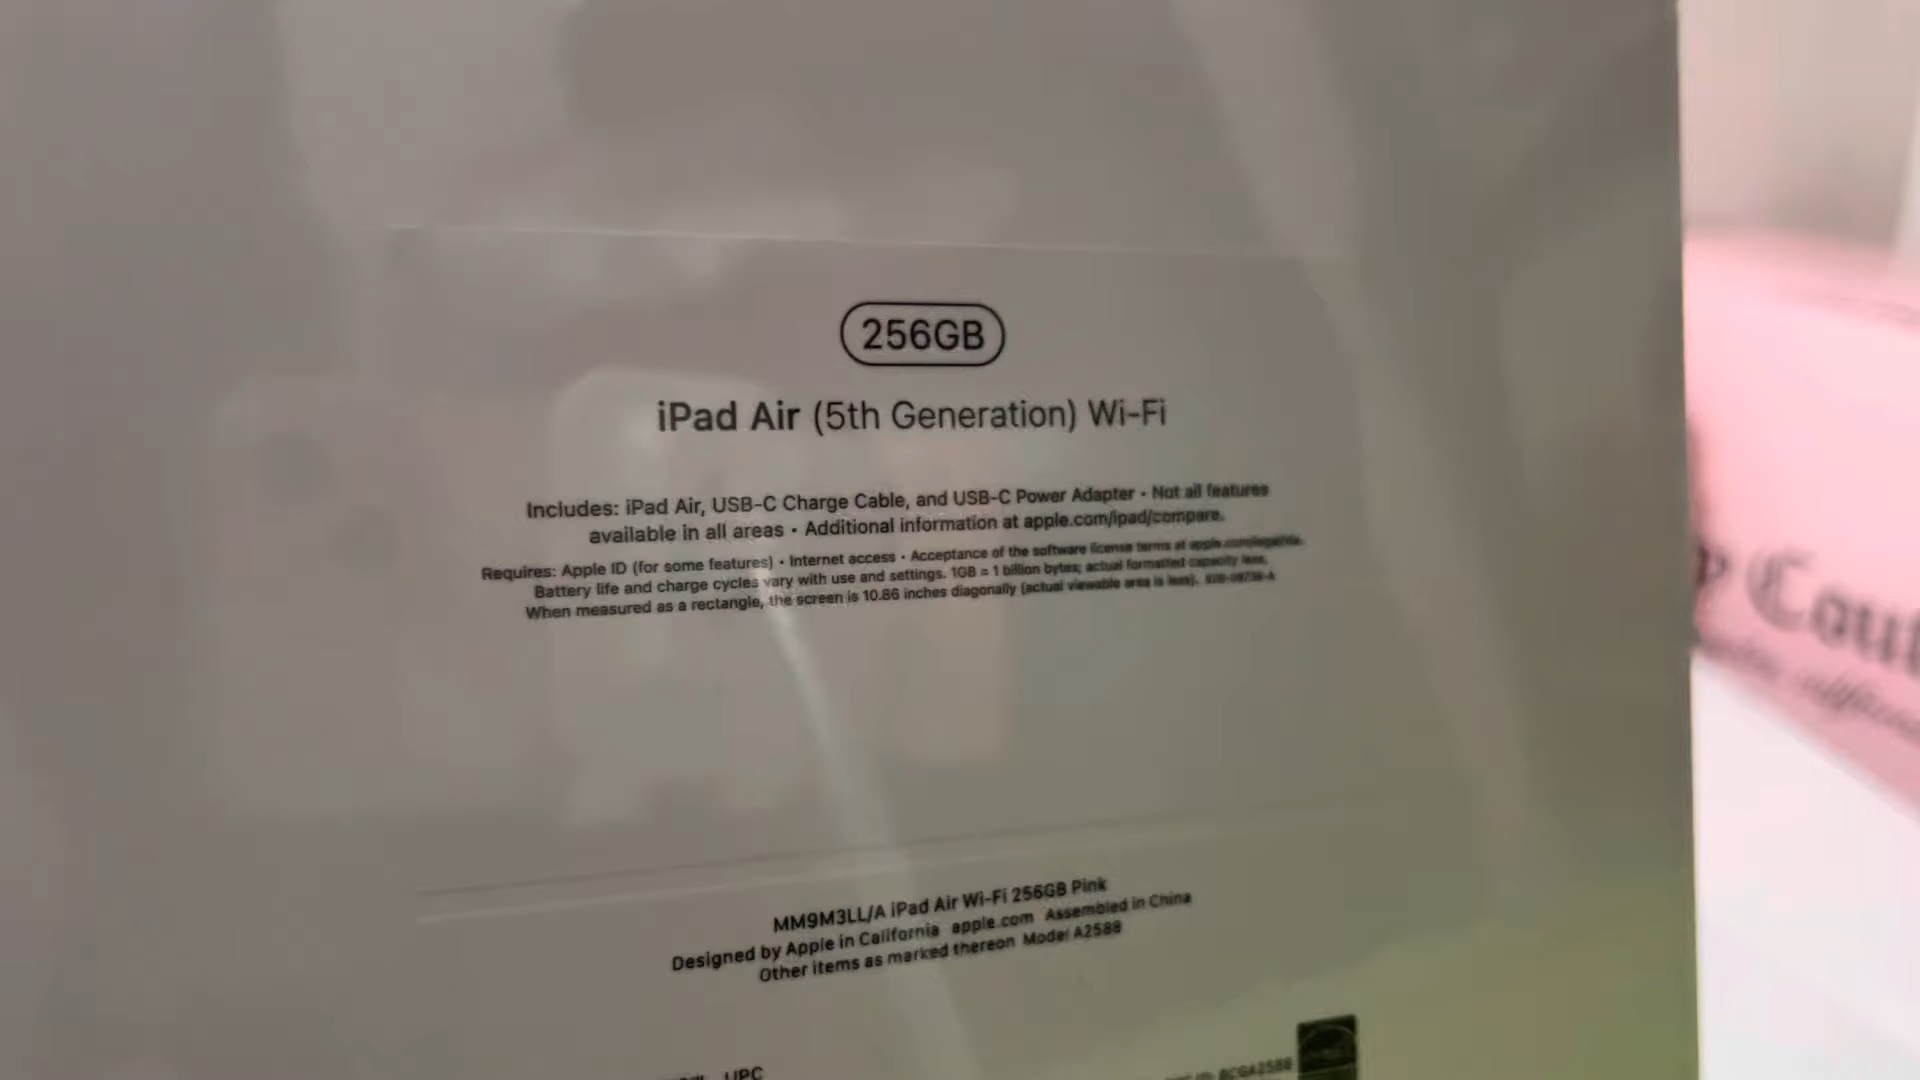 256GB
iPad Air (5th Generation) Wi-Fi
Includes: iPad Air, USB-C Charge Cable, and USB-C Power Adapter • Not all features
available in all areas • Additional information at apple.com/ipad/compare.
Requires: Apple ID (for some features) • Internet access • Acceptance of the software license terms at
Battery life and charge cycles vary with use and settings. 1GB = 1 billion bytes; actual formatted capacity less.
When measured as a rectangle, the screen is 10.86 inches diagonally (actual viewable area is less).
MM9M3LL/A iPad Air Wi-Fi 256GB Pink
Designed by Apple in California apple.com Assembled in China
Other items as marked thereon Model A2588
UPC
BCGA2588